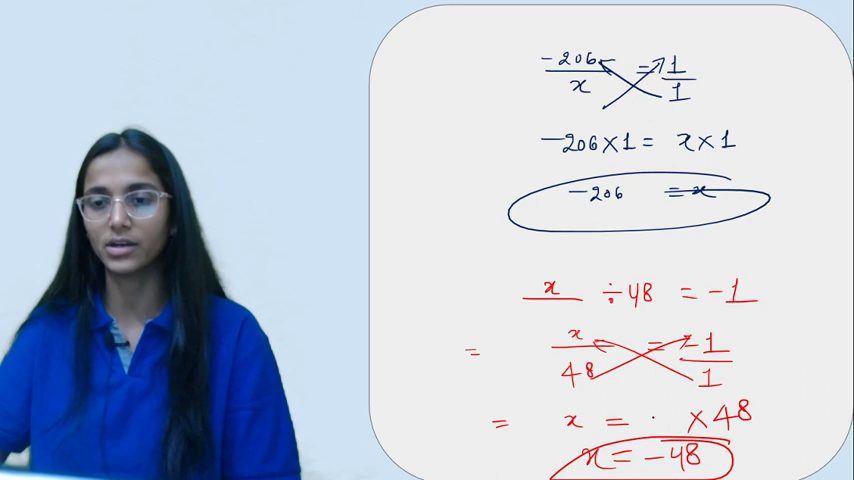 -206 = 1
x 1
-206 × 1 = x × 1
-206 = x
x ÷ 48 = -1
= x = -1
48 1
= x = · × 48
x = -48